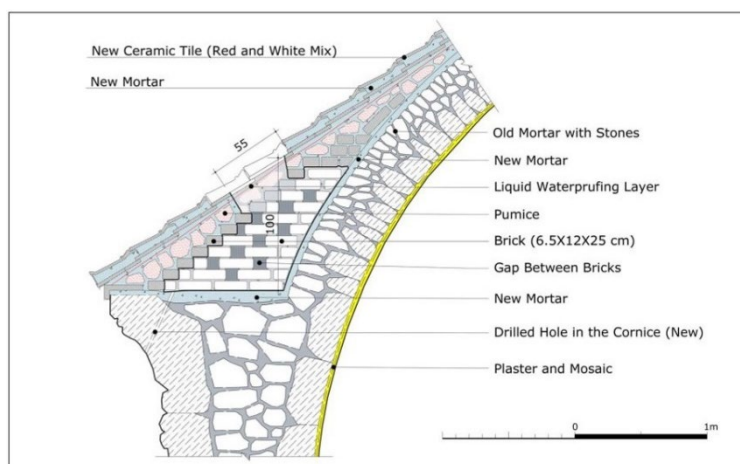 New Ceramic Tile (Red and White Mix)
New Mortar
55
100
Old Mortar with Stones
New Mortar
Liquid Waterprufing Layer
Pumice
Brick (6.5X12X25 cm)
Gap Between Bricks
New Mortar
Drilled Hole in the Cornice (New)
Plaster and Mosaic
0
1m